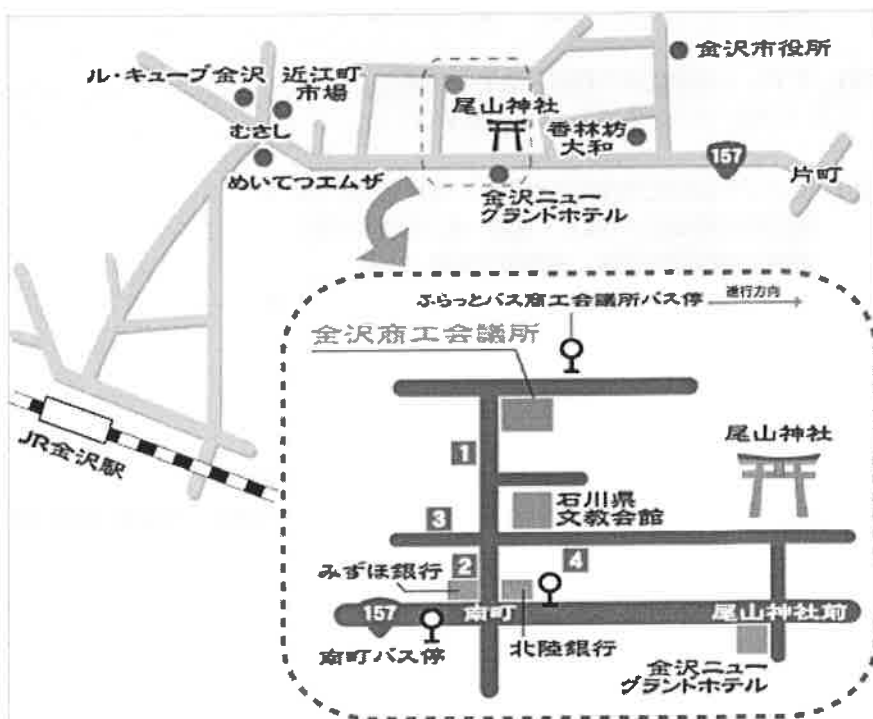 金沢市役所
ル・キューブ金沢
近江町
市場
尾山神社
香林坊
大和
むさし
めいてつエムザ
157
片町
金沢ニュー
グランドホテル
ふらっとバス商工会議所バス停
進行方向
金沢商工会議所
JR金沢駅
尾山神社
1
石川県
文教会館
3
みずほ銀行
2
4
157
南町
尾山神社前
南町バス停
北陸銀行
金沢ニュー
グランドホテル